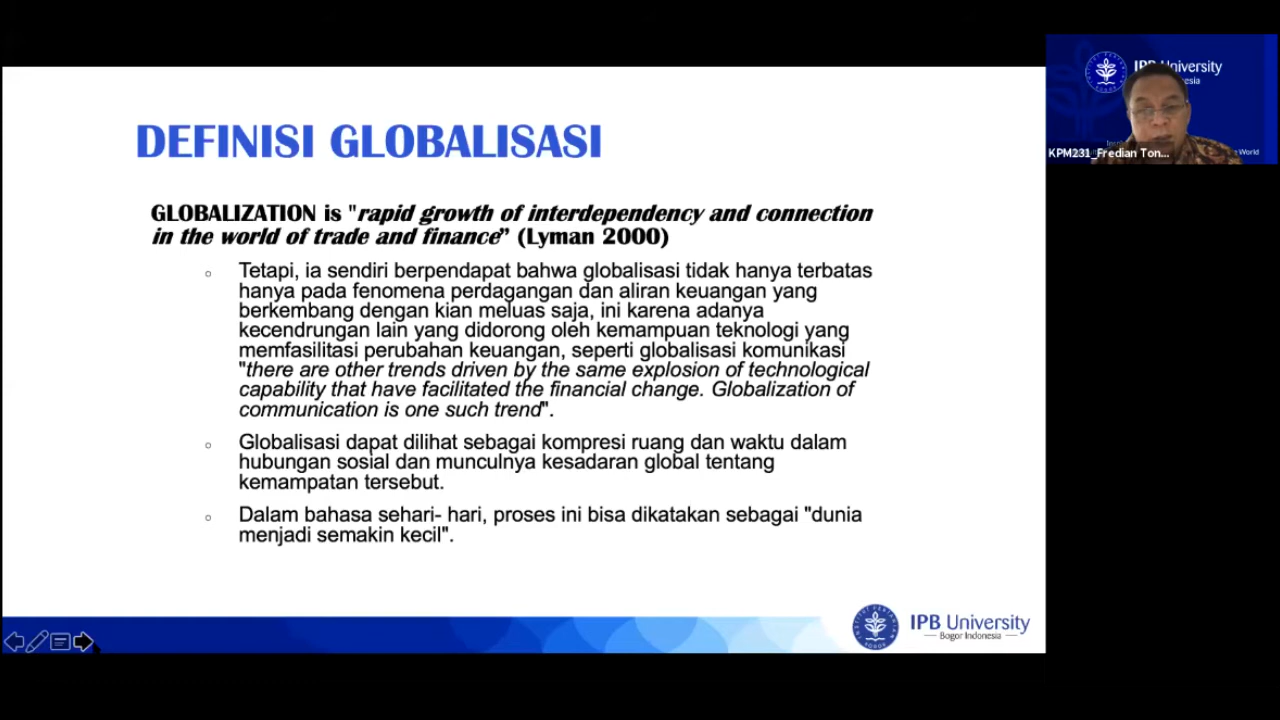 DEFINISI GLOBALISASI
GLOBALIZATION is "rapid growth of interdependency and connection
in the world of trade and finance” (Lyman 2000)
○ Tetapi, ia sendiri berpendapat bahwa globalisasi tidak hanya terbatas
hanya pada fenomena perdagangan dan aliran keuangan yang
berkembang dengan kian meluas saja, ini karena adanya
kecendrungan lain yang didorong oleh kemampuan teknologi yang
memfasilitasi perubahan keuangan, seperti globalisasi komunikasi
"there are other trends driven by the same explosion of technological
capability that have facilitated the financial change. Globalization of
communication is one such trend".
○ Globalisasi dapat dilihat sebagai kompresi ruang dan waktu dalam
hubungan sosial dan munculnya kesadaran global tentang
kemampatan tersebut.
○ Dalam bahasa sehari- hari, proses ini bisa dikatakan sebagai "dunia
menjadi semakin kecil".
IPB University
Bogor Indonesia
IPB University
KPM231_Fredian Ton...
World